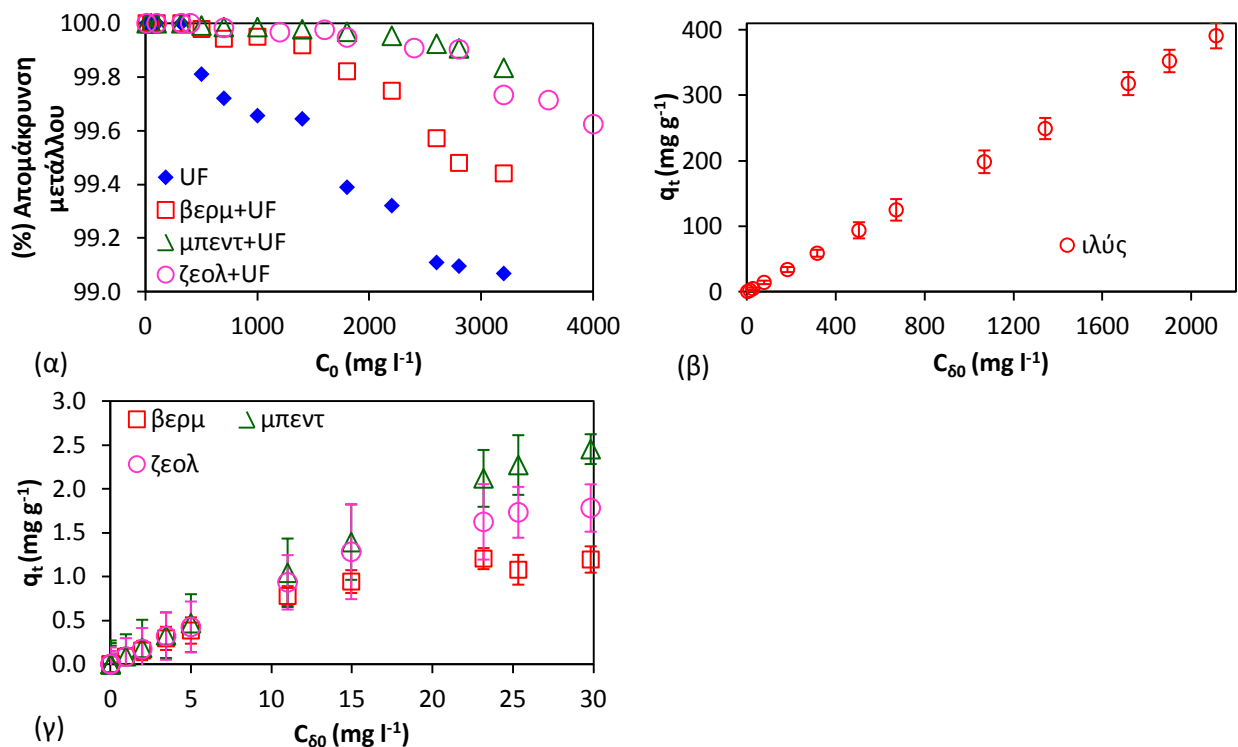 (%) Απομάκρυνση
μετάλλου
100.0
99.8
99.6
99.4
99.2
99.0
UF
βερμ+UF
μπεντ+UF
ζεολ+UF
0 1000 2000 3000 4000
C0 (mg l-1)
(α)
qt (mg g-1)
400
300
200
100
0
ιλύς
0 400 800 1200 1600 2000
Cδ0 (mg l-1)
(β)
qt (mg g-1)
3.0
2.5
2.0
1.5
1.0
0.5
0.0
βερμ μπεντ
ζεολ
0 5 10 15 20 25 30
Cδ0 (mg l-1)
(γ)